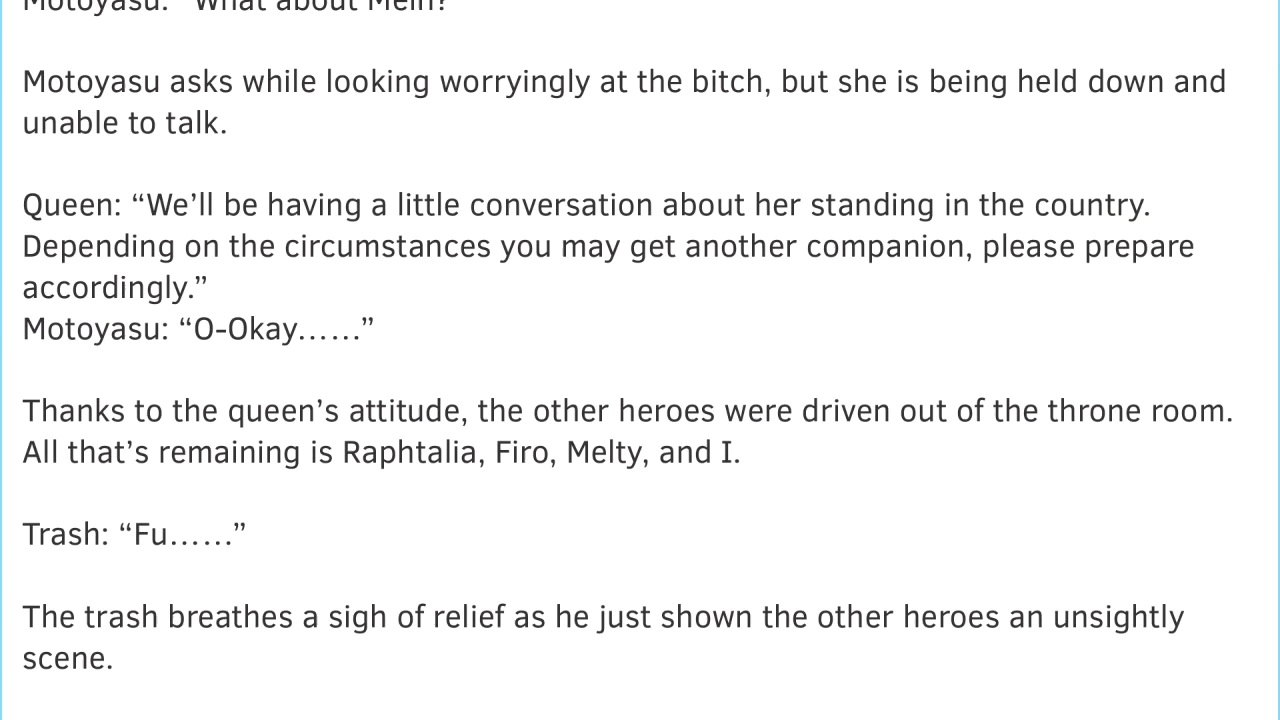 Motoyasu: “What about Mein?
Motoyasu asks while looking worryingly at the bitch, but she is being held down and
unable to talk.
Queen: “We’ll be having a little conversation about her standing in the country.
Depending on the circumstances you may get another companion, please prepare
accordingly.”
Motoyasu: “O-Okay……”
Thanks to the queen’s attitude, the other heroes were driven out of the throne room.
All that’s remaining is Raphtalia, Firo, Melty, and I.
Trash: “Fu……”
The trash breathes a sigh of relief as he just shown the other heroes an unsightly
scene.